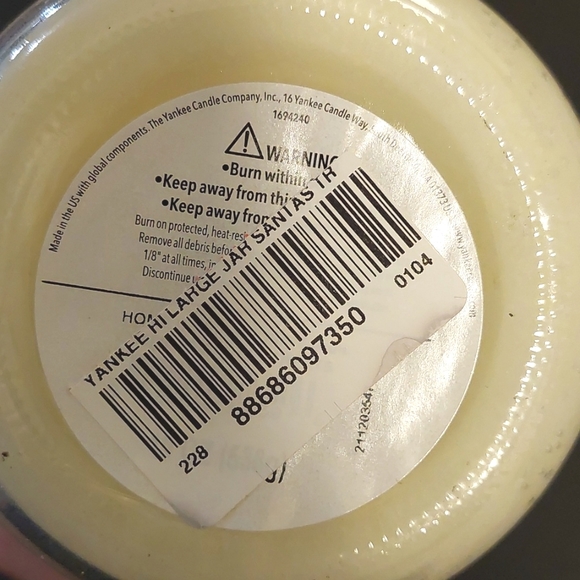 Made in the US with global components. The Yankee Candle Company, Inc., 16 Yankee Candle Way,
1694240
WARNING
•Burn within
•Keep away from
•Keep away from
Burn on protected, heat-res
Remove all debris befo
1/8" at all times,
Discontinue
HOM
YANKEE HI LARGE JAR SANTAS TR
0104
88686097350
228